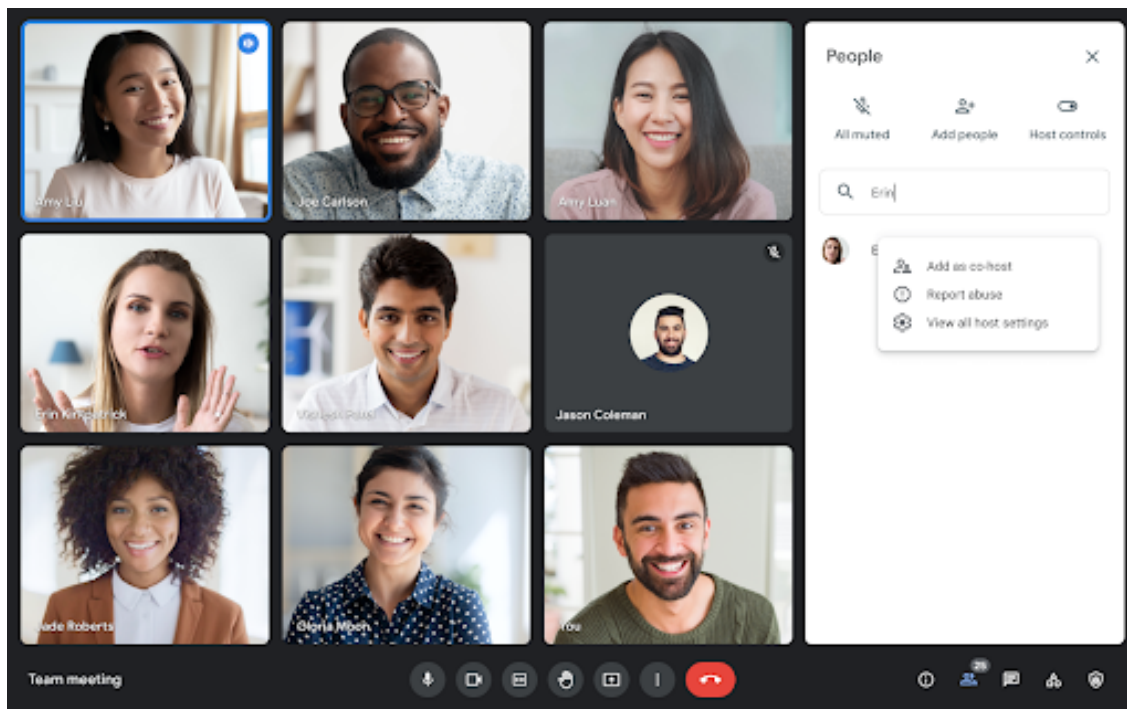 Amy Liu
Joe Carlson
Amy Luan
People
All muted
Add people
Host controls
Erin
E
Add as co-host
Report abuse
View all host settings
Erin Kirkpatrick
Patel
Jason Coleman
Jade Roberts
Gloria Moon
You
Team meeting
25